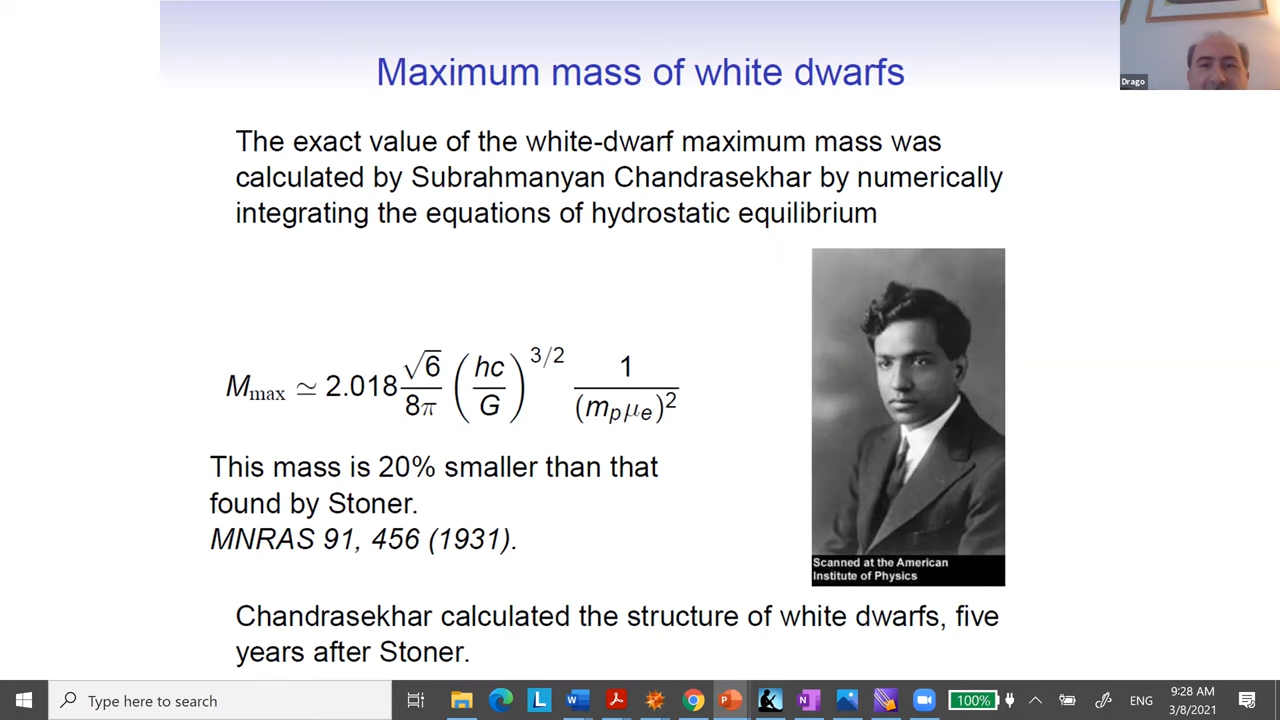 Maximum mass of white dwarfs
Drago
The exact value of the white-dwarf maximum mass was
calculated by Subrahmanyan Chandrasekhar by numerically
integrating the equations of hydrostatic equilibrium
M_max ≃ 2.018 √6/8π (hc/G)^3/2 1/(m_pμ_e)^2
This mass is 20% smaller than that
found by Stoner.
MNRAS 91, 456 (1931).
Scanned at the American
Institute of Physics
Chandrasekhar calculated the structure of white dwarfs, five
years after Stoner.
Type here to search
100%
ENG
9:28 AM
3/8/2021